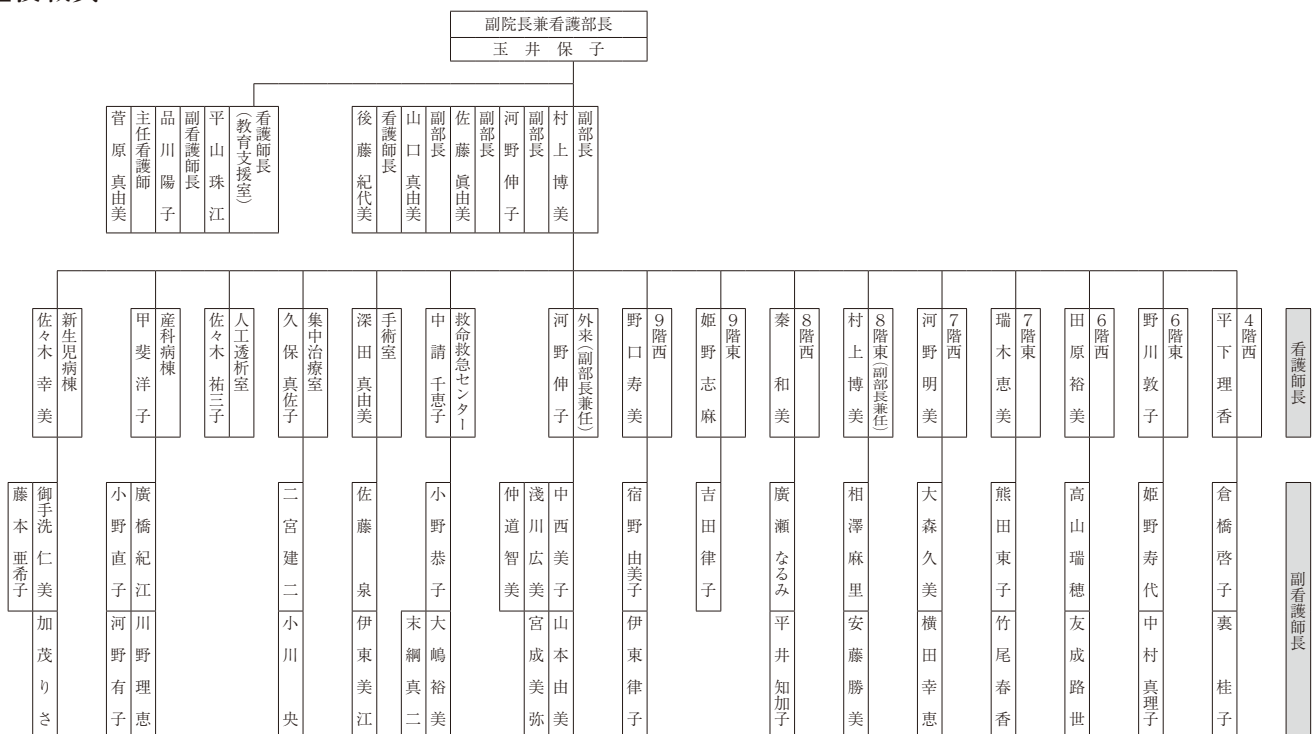 副院長兼看護部長
玉井保子
副部長
村上博美
副部長
河野伸子
副部長
佐藤眞由美
副部長
山口真由美
看護師長
後藤紀代美
看護師長
(教育支援室)
平山珠江
副看護師長
品川陽子
主任看護師
菅原真由美
看護師長
4階西
平下理香
6階東
野川敦子
6階西
田原裕美
7階東
瑞木恵美
7階西
河野明美
8階東(副部長兼任)
村上博美
8階西
秦和美
9階東
姫野志麻
9階西
野口寿美
外来(副部長兼任)
河野伸子
救命救急センター
中請千恵子
手術室
深田真由美
集中治療室
久保真佐子
人工透析室
佐々木祐三子
産科病棟
甲斐洋子
新生児病棟
佐々木幸美
副看護師長
倉橋啓子
裏桂子
姫野寿代
中村真理子
高山瑞穂
友成路世
熊田東子
竹尾春香
大森久美
横田幸恵
相澤麻里
安藤勝美
廣瀬なるみ
平井知加子
吉田律子
宿野由美子
伊東律子
中西美子
山本由美
淺川広美
宮成美弥
仲道智美
小野恭子
大嶋裕美
末綱真二
佐藤泉
伊東美江
二宮建二
小川央
廣橋紀江
川野理恵
小野直子
河野有子
御手洗仁美
加茂りさ
藤本亜希子